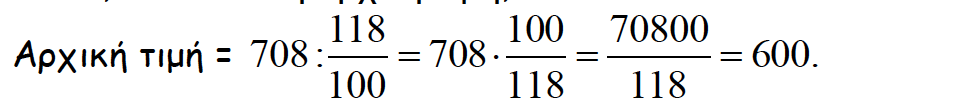 Αρχική τιμή = 708 : 118/100 = 708 · 100/118 = 70800/118 = 600.